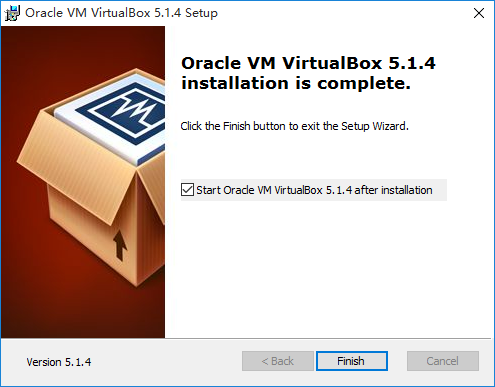 Oracle VM VirtualBox 5.1.4 Setup
Oracle VM VirtualBox 5.1.4
installation is complete.
Click the Finish button to exit the Setup Wizard.
Start Oracle VM VirtualBox 5.1.4 after installation
Version 5.1.4
< Back
Finish
Cancel